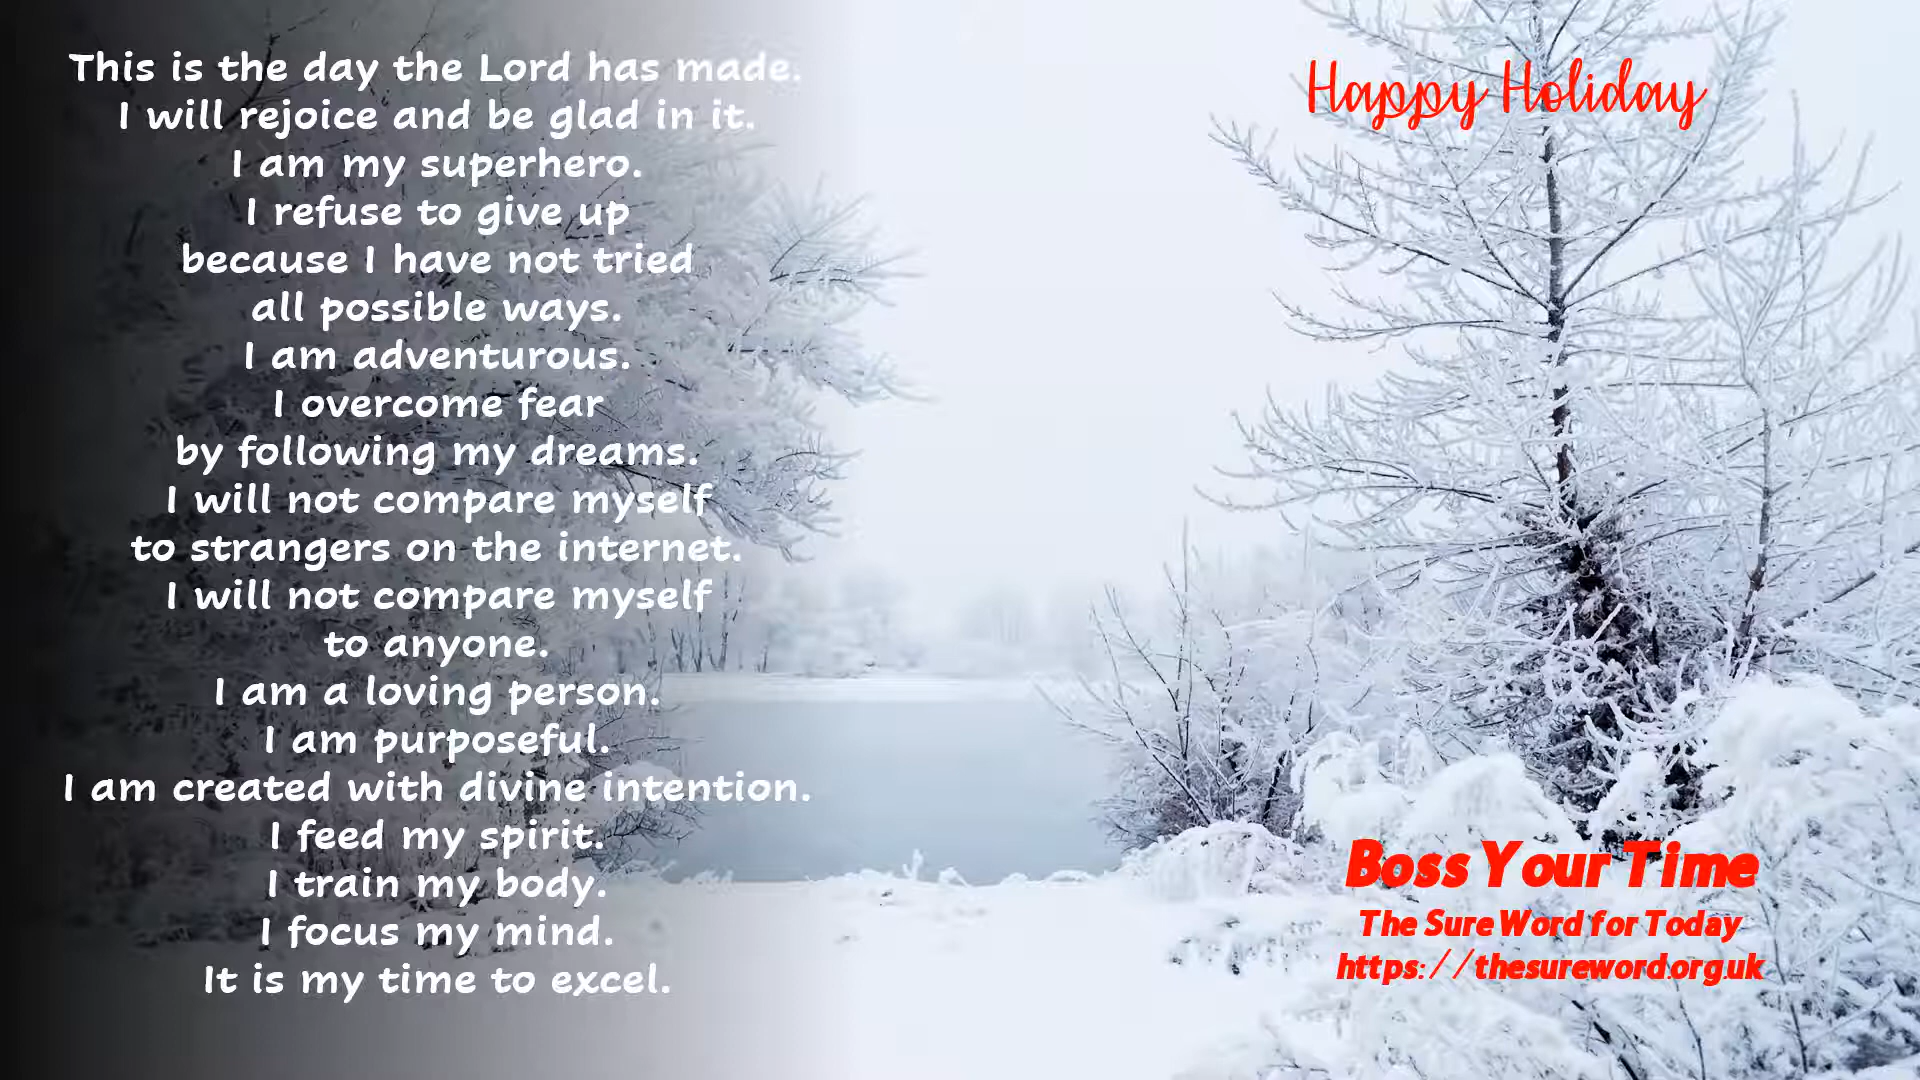 This is the day the Lord has made.
I will rejoice and be glad in it.
I am my superhero.
I refuse to give up
because I have not tried
all possible ways.
I am adventurous.
I overcome fear
by following my dreams.
I will not compare myself
to strangers on the internet.
I will not compare myself
to anyone.
I am a loving person.
I am purposeful.
I am created with divine intention.
I feed my spirit.
I train my body.
I focus my mind.
It is my time to excel.
Happy Holiday
Boss Your Time
The Sure Word for Today
https://thesureword.org.uk